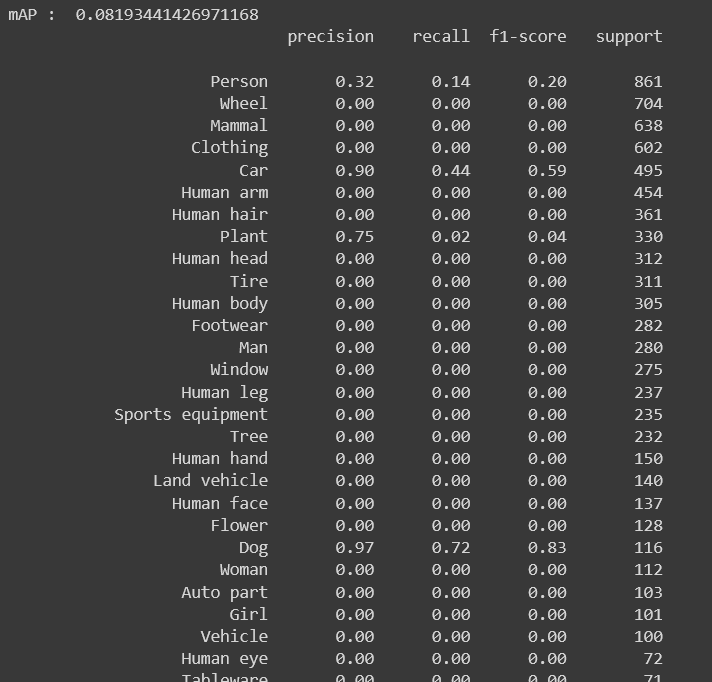 mAP :  0.08193441426971168
precision recall f1-score support
Person 0.32 0.14 0.20 861
Wheel 0.00 0.00 0.00 704
Mammal 0.00 0.00 0.00 638
Clothing 0.00 0.00 0.00 602
Car 0.90 0.44 0.59 495
Human arm 0.00 0.00 0.00 454
Human hair 0.00 0.00 0.00 361
Plant 0.75 0.02 0.04 330
Human head 0.00 0.00 0.00 312
Tire 0.00 0.00 0.00 311
Human body 0.00 0.00 0.00 305
Footwear 0.00 0.00 0.00 282
Man 0.00 0.00 0.00 280
Window 0.00 0.00 0.00 275
Human leg 0.00 0.00 0.00 237
Sports equipment 0.00 0.00 0.00 235
Tree 0.00 0.00 0.00 232
Human hand 0.00 0.00 0.00 150
Land vehicle 0.00 0.00 0.00 140
Human face 0.00 0.00 0.00 137
Flower 0.00 0.00 0.00 128
Dog 0.97 0.72 0.83 116
Woman 0.00 0.00 0.00 112
Auto part 0.00 0.00 0.00 103
Girl 0.00 0.00 0.00 101
Vehicle 0.00 0.00 0.00 100
Human eye 0.00 0.00 0.00 72
Tableware 0.00 0.00 0.00 71